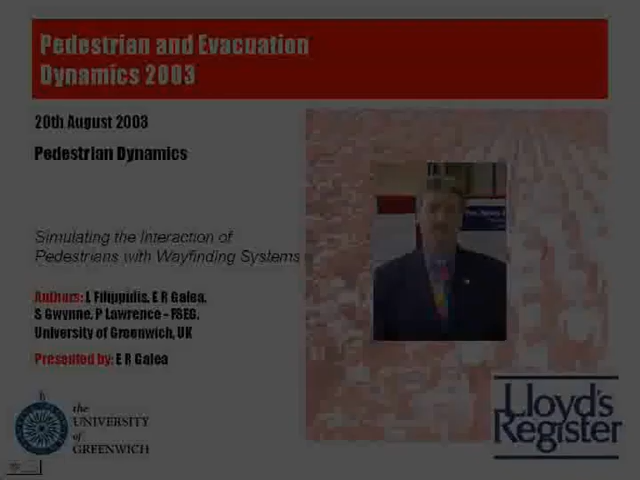 Pedestrian and Evacuation
Dynamics 2003
20th August 2003
Pedestrian Dynamics
Simulating the Interaction of
Pedestrians with Wayfinding Systems
Authors: L Filippidis, E R Galea,
S Gwynne, P Lawrence - FSEG,
University of Greenwich, UK
Presented by: E R Galea
the
UNIVERSITY
of
GREENWICH
Lloyd's
Register